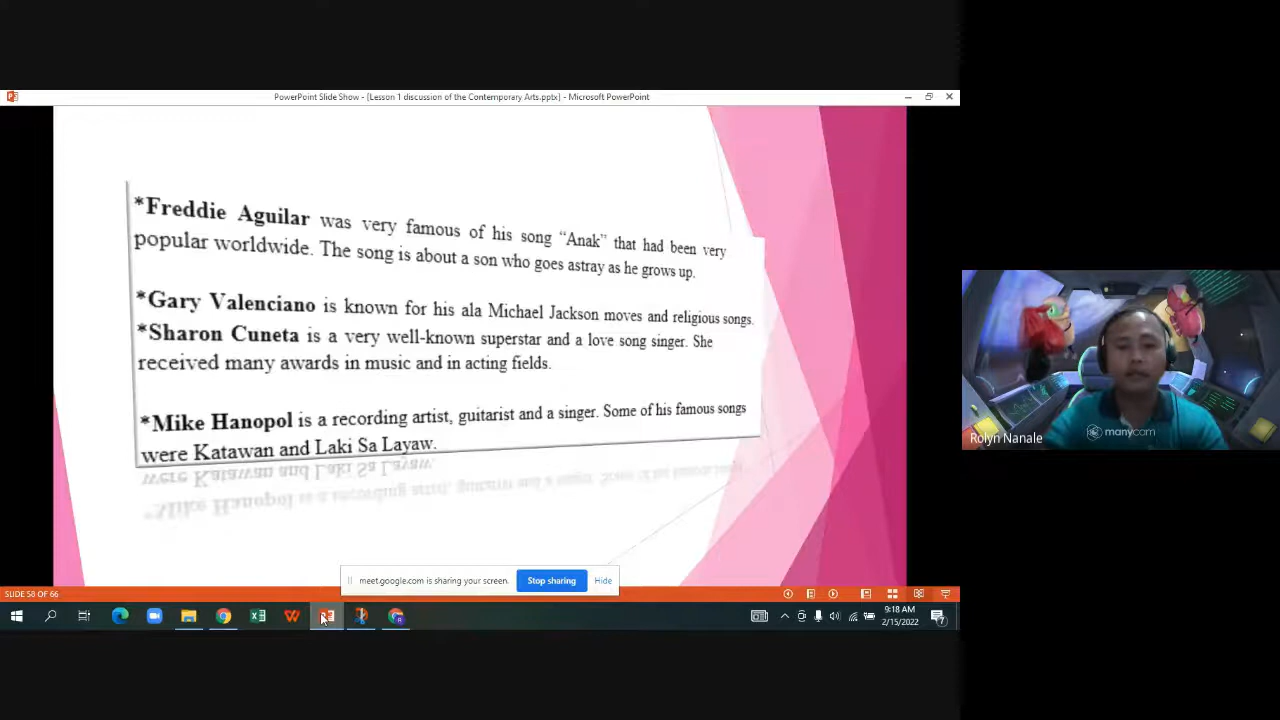 PowerPoint Slide Show - [Lesson 1 discussion of the Contemporary Arts.pptx] - Microsoft PowerPoint
*Freddie Aguilar was very famous of his song “Anak” that had been very
popular worldwide. The song is about a son who goes astray as he grows up.
*Gary Valenciano is known for his ala Michael Jackson moves and religious songs.
*Sharon Cuneta is a very well-known superstar and a love song singer. She
received many awards in music and in acting fields.
*Mike Hanopol is a recording artist, guitarist and a singer. Some of his famous songs
were Katawan and Laki Sa Layaw.
Rolyn Nanale
manycam
meet.google.com is sharing your screen.
Stop sharing
Hide
SLIDE 58 OF 66
9:18 AM
2/15/2022